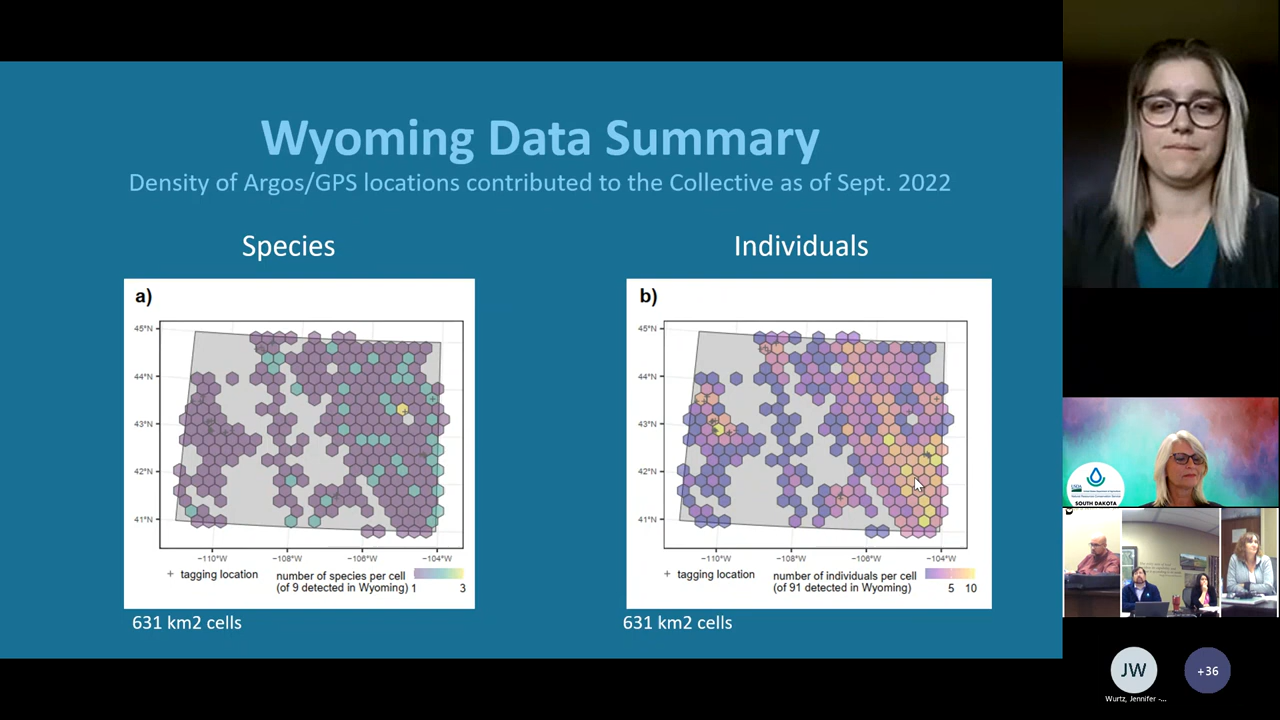 Wyoming Data Summary
Density of Argos/GPS locations contributed to the Collective as of Sept. 2022
Species
Individuals
a)
45°N
44°N
43°N
42°N
41°N
−110°W
−108°W
−106°W
−104°W
+ tagging location
number of species per cell
(of 9 detected in Wyoming) 1
3
631 km2 cells
b)
45°N
44°N
43°N
42°N
41°N
−110°W
−108°W
−106°W
−104°W
+ tagging location
number of individuals per cell
(of 91 detected in Wyoming)
5 10
631 km2 cells
USDA
SOUTH DAKOTA
JW
+36
Wurtz, Jennifer -...